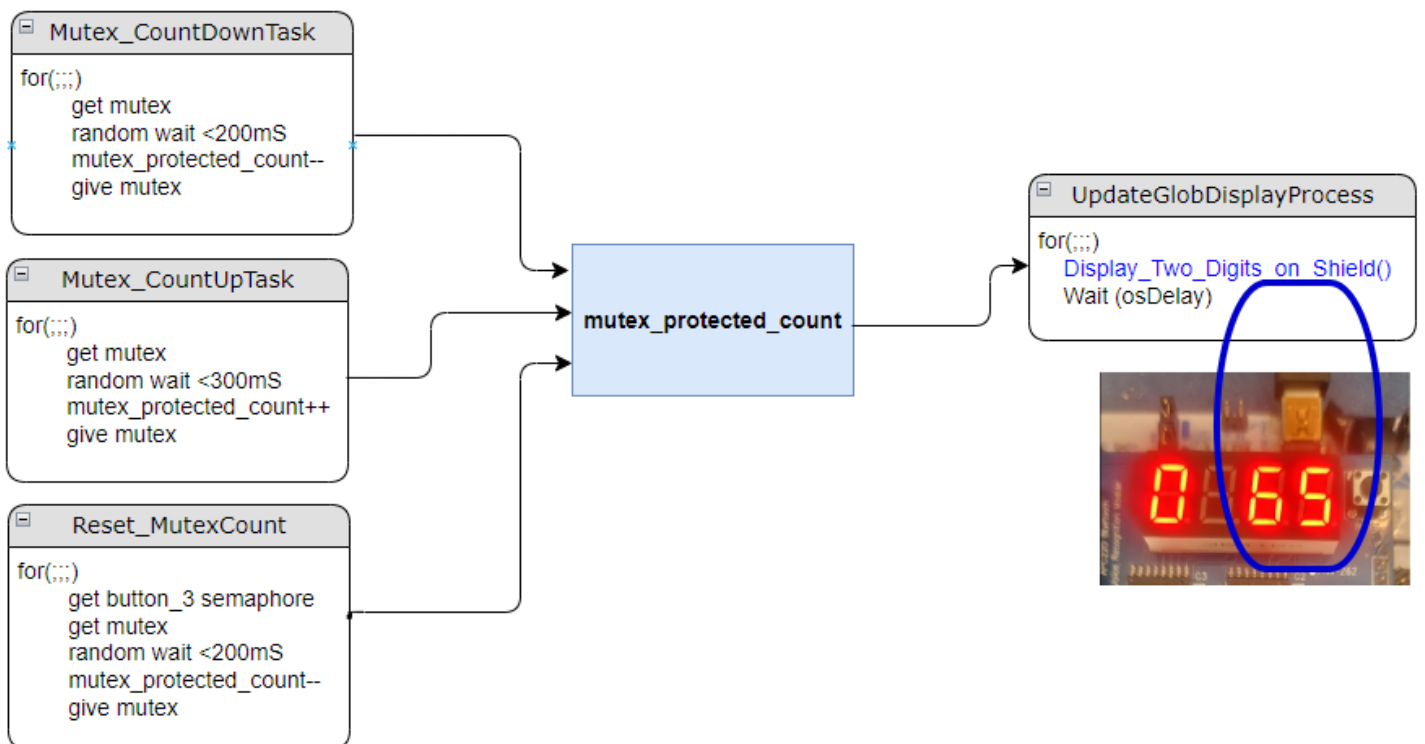 Mutex_CountDownTask
for(;;;)
get mutex
random wait <200mS
mutex_protected_count--
give mutex
Mutex_CountUpTask
for(;;;)
get mutex
random wait <300mS
mutex_protected_count++
give mutex
Reset_MutexCount
for(;;;)
get button_3 semaphore
get mutex
random wait <200mS
mutex_protected_count--
give mutex
mutex_protected_count
UpdateGlobDisplayProcess
for(;;;)
Display_Two_Digits_on_Shield()
Wait (osDelay)
0 65